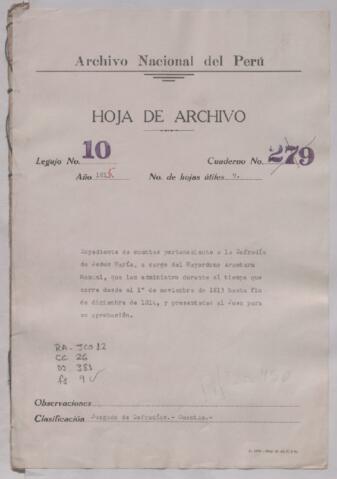 Archivo Nacional del Perú
HOJA DE ARCHIVO
Legajo No. 10 Cuaderno No. 279
Año 1815 No. de hojas útiles 9.
Expediente de cuentas perteneciente a la Cofradía
de Jesús María, a cargo del Mayordomo Aramburu
Manuel, que las administro durante el tiempo que
corre desde el 1° de noviembre de 1813 hasta fin
de diciembre de 1814, y presentadas al Juez para
su aprobación.
RA-JCO 12
CC 26
DO 381
fs 9
Observaciones
Clasificación Juzgado de Cofradías.- Cuentas.-